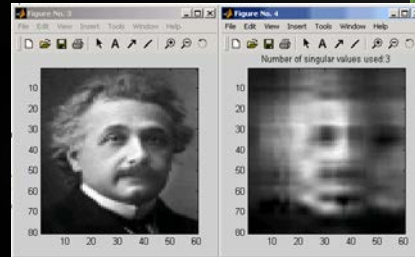 Figure No. 3
File Edit View Insert Tools Window Help
10
20
30
40
50
60
70
80
10 20 30 40 50 60
Figure No. 4
File Edit View Insert Tools Window Help
Number of singular values used:3
10
20
30
40
50
60
70
80
10 20 30 40 50 60